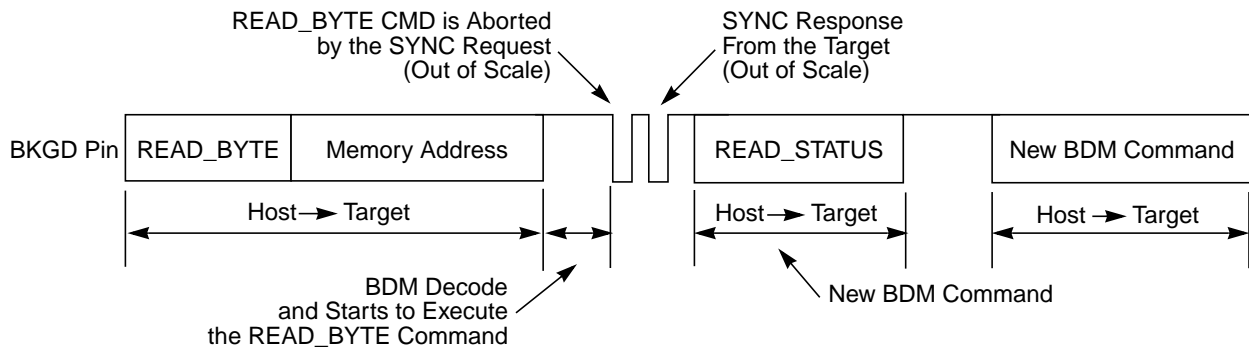 READ_BYTE CMD is Aborted
by the SYNC Request
(Out of Scale)
SYNC Response
From the Target
(Out of Scale)
BKGD Pin
READ_BYTE
Memory Address
READ_STATUS
New BDM Command
Host → Target
Host → Target
Host → Target
BDM Decode
and Starts to Execute
the READ_BYTE Command
New BDM Command